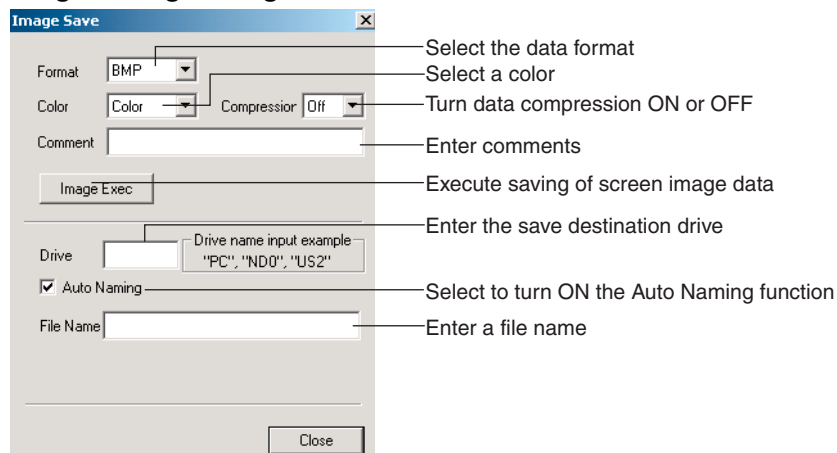 Image Save
Select the data format
Format BMP
Select a color
Color Color Compressior Off
Turn data compression ON or OFF
Comment
Enter comments
Image Exec
Execute saving of screen image data
Enter the save destination drive
Drive name input example
Drive
"PC", "ND0", "US2"
Auto Naming
Select to turn ON the Auto Naming function
File Name
Enter a file name
Close